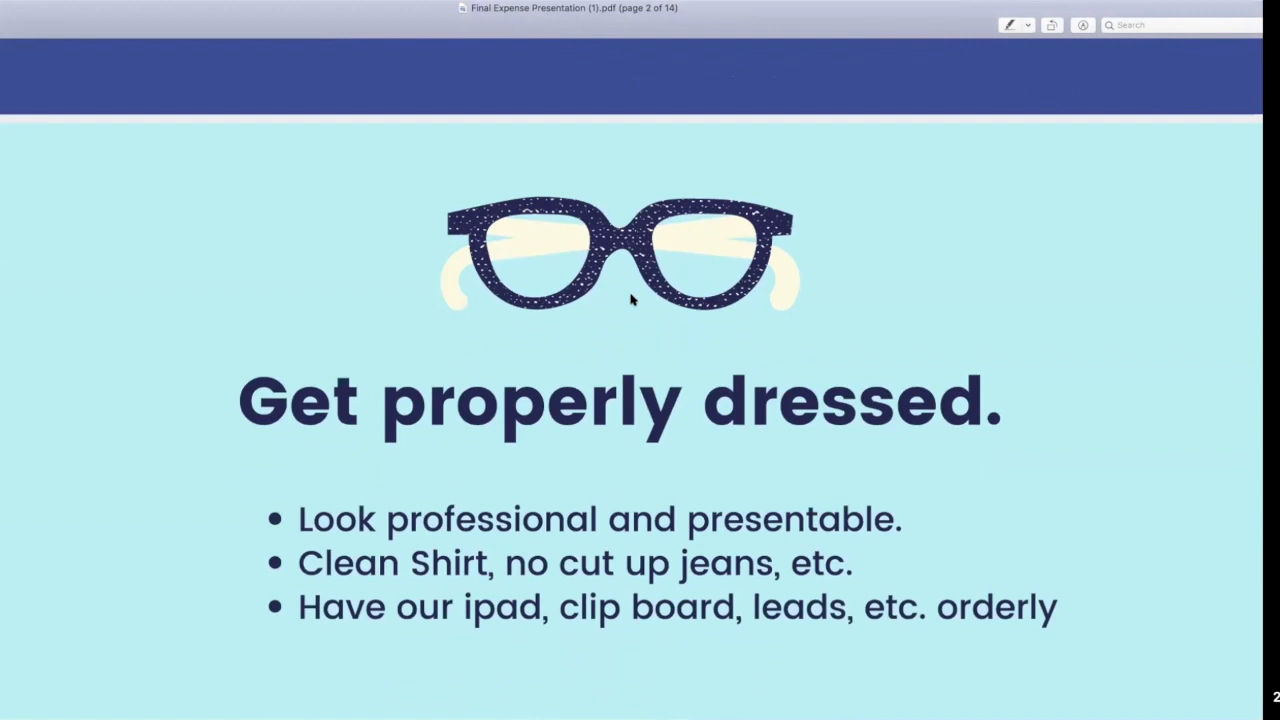 Final Expense Presentation (1).pdf (page 2 of 14)
Search
Get properly dressed.
• Look professional and presentable.
• Clean Shirt, no cut up jeans, etc.
• Have our ipad, clip board, leads, etc. orderly
2